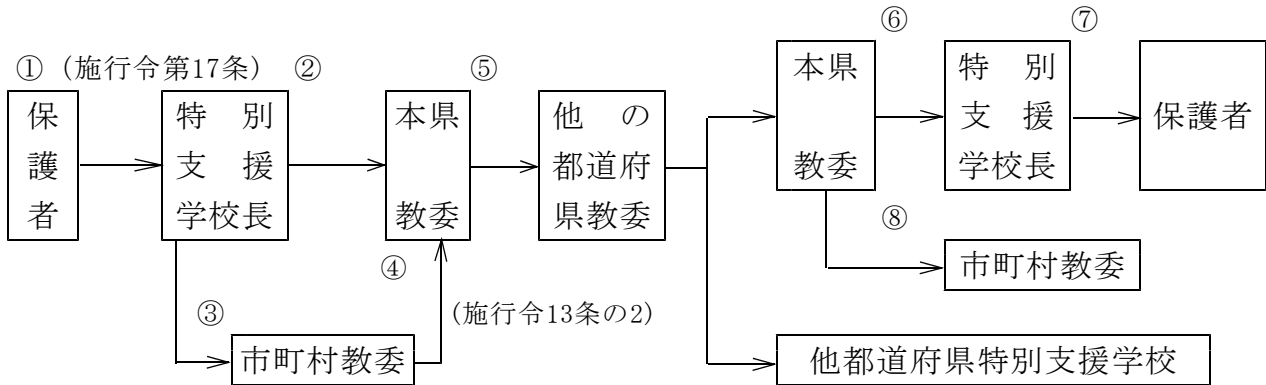 ① (施行令第17条)
保護者
②
特別支援学校長
③
市町村教委
④
(施行令13条の2)
本県教委
⑤
他の都道府県教委
本県教委
⑥
特別支援学校長
⑦
保護者
⑧
市町村教委
他都道府県特別支援学校